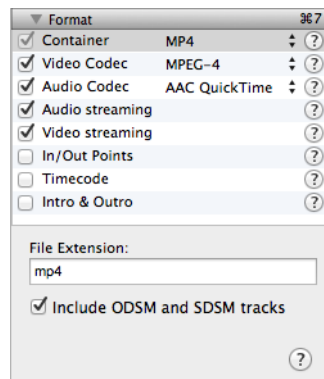 Format ⌘7
Container MP4 ?
Video Codec MPEG-4 ?
Audio Codec AAC QuickTime ?
Audio streaming ?
Video streaming ?
In/Out Points ?
Timecode ?
Intro & Outro ?
File Extension:
mp4
Include ODSM and SDSM tracks
?